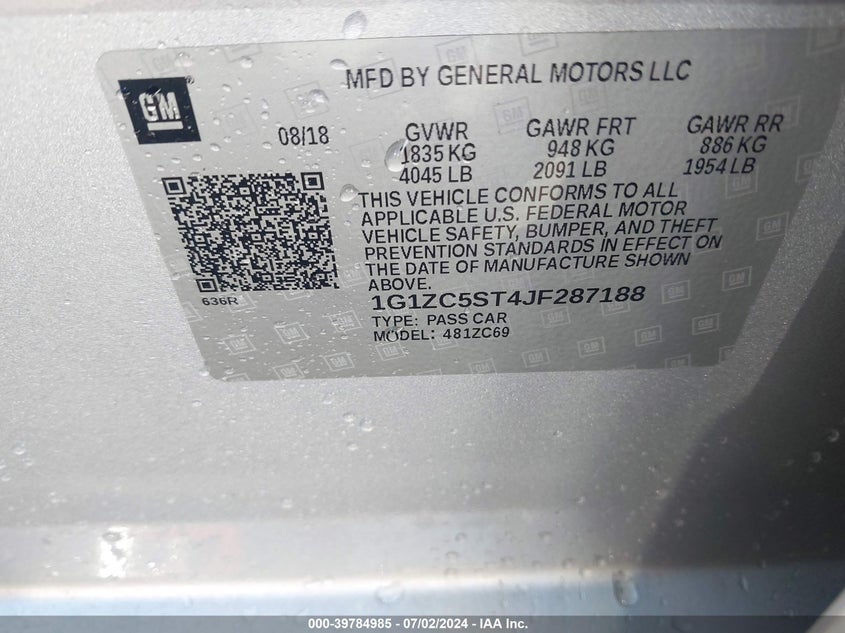 MFD BY GENERAL MOTORS LLC
GM
08/18
GVWR GAWR FRT GAWR RR
1835 KG 948 KG 886 KG
4045 LB 2091 LB 1954 LB
THIS VEHICLE CONFORMS TO ALL
APPLICABLE U.S. FEDERAL MOTOR
VEHICLE SAFETY, BUMPER, AND THEFT
PREVENTION STANDARDS IN EFFECT ON
THE DATE OF MANUFACTURE SHOWN
ABOVE.
636R
1G1ZC5ST4JF287188
TYPE: PASS CAR
MODEL: 481ZC69
000-39784985 - 07/02/2024 - IAA Inc.